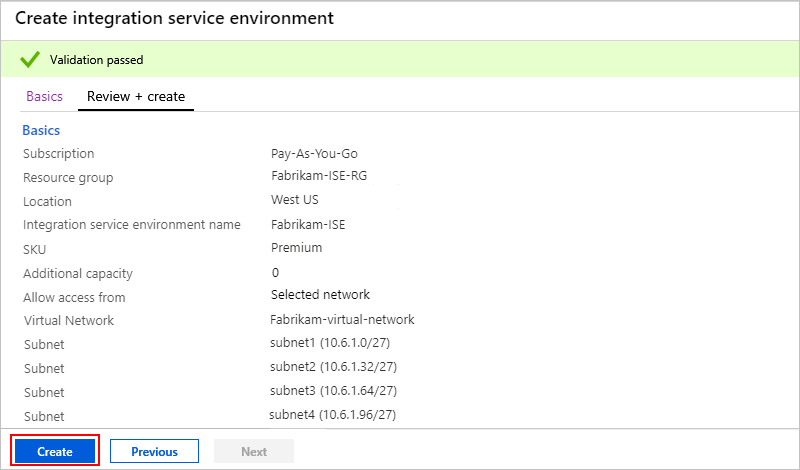 Create integration service environment
Validation passed
Basics Review + create
Basics
Subscription Pay-As-You-Go
Resource group Fabrikam-ISE-RG
Location West US
Integration service environment name Fabrikam-ISE
SKU Premium
Additional capacity 0
Allow access from Selected network
Virtual Network Fabrikam-virtual-network
Subnet subnet1 (10.6.1.0/27)
Subnet subnet2 (10.6.1.32/27)
Subnet subnet3 (10.6.1.64/27)
Subnet subnet4 (10.6.1.96/27)
Create Previous Next